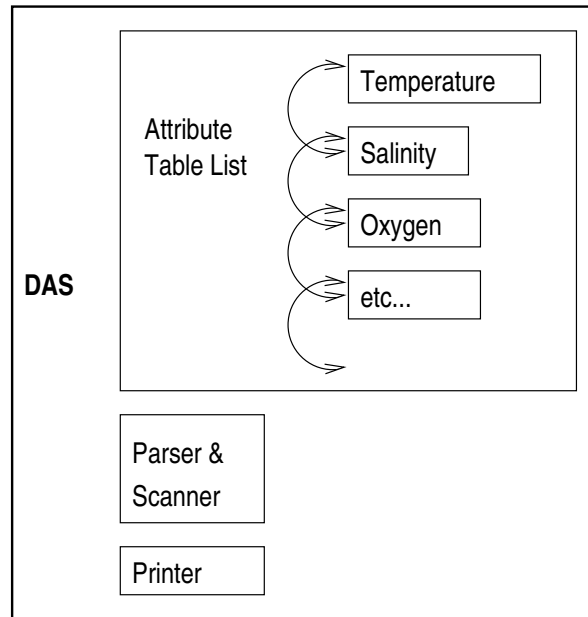 Temperature
Attribute
Table List
Salinity
Oxygen
etc...
DAS
Parser &
Scanner
Printer